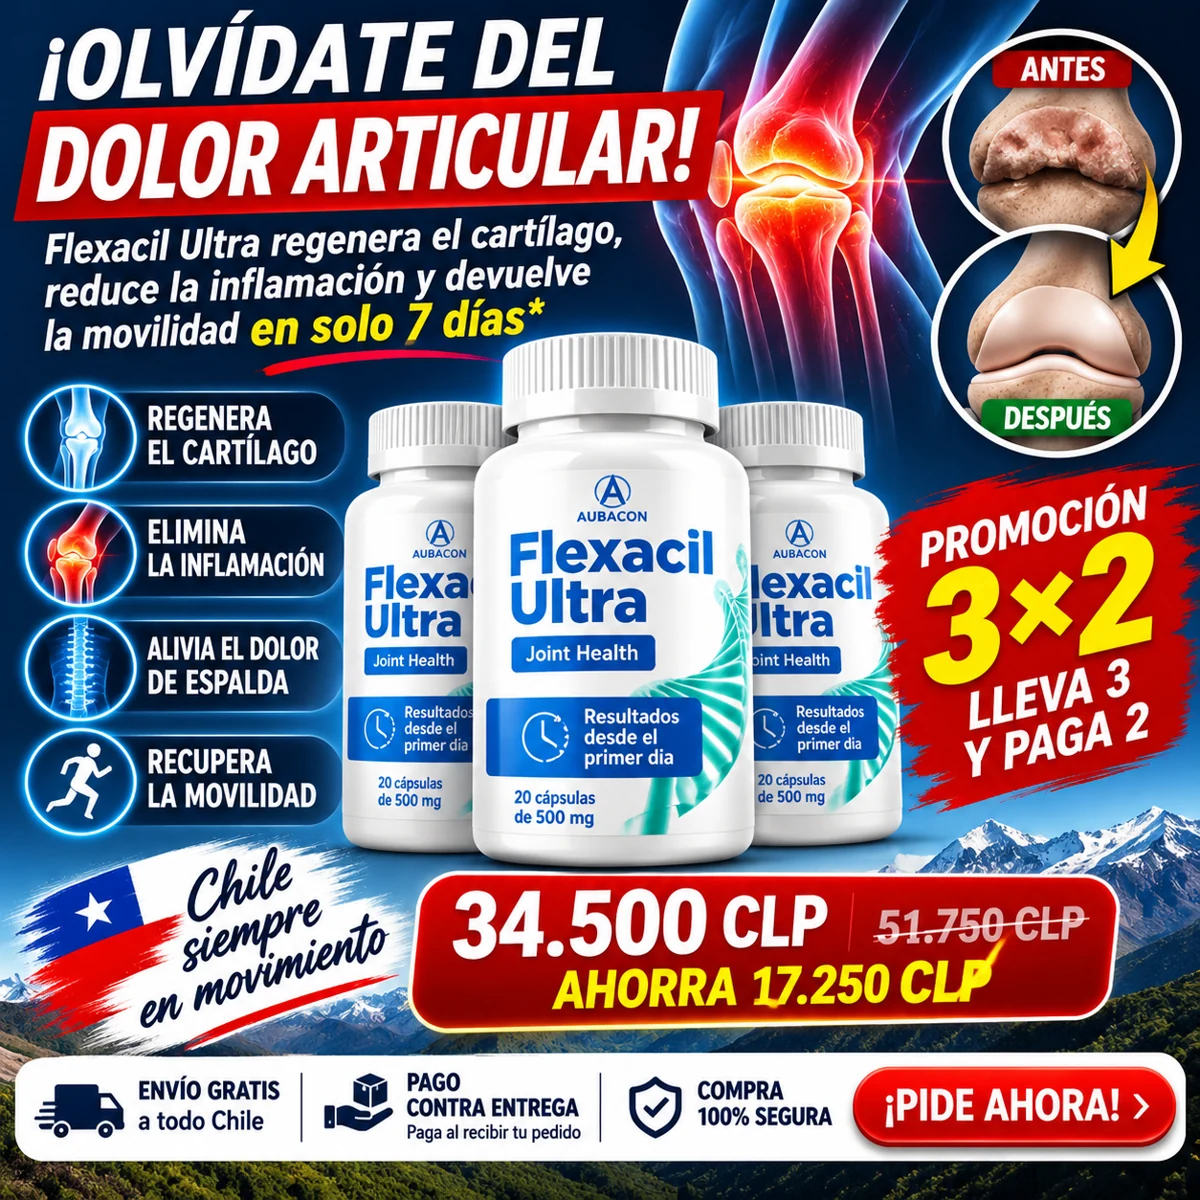 ¡OLVÍDATE DEL
DOLOR ARTICULAR!
Flexacil Ultra regenera el cartílago,
reduce la inflamación y devuelve
la movilidad en solo 7 días*
ANTES
DESPUÉS
REGENERA
EL CARTÍLAGO
ELIMINA
LA INFLAMACIÓN
ALIVIA EL DOLOR
DE ESPALDA
RECUPERA
LA MOVILIDAD
AUBACON
Flexa
Ultra
Joint Health
Resultados
desde el
primer dia
20 cápsulas
de 500 mg
A
AUBACON
Flexacil
Ultra
Joint Health
Resultados
desde el
primer dia
20 cápsulas
de 500 mg
AUBACON
lexacil
Ultra
oint Health
Resultados
desde el
primer dia
20 cápsulas
de 500 mg
PROMOCIÓN
3×2
LLEVA 3
Y PAGA 2
Chile
siempre
en movimiento
34.500 CLP
51.750 CLP
AHORRA 17.250 CLP
ENVÍO GRATIS
a todo Chile
PAGO
CONTRA ENTREGA
Paga al recibir tu pedido
COMPRA
100% SEGURA
¡PIDE AHORA! >